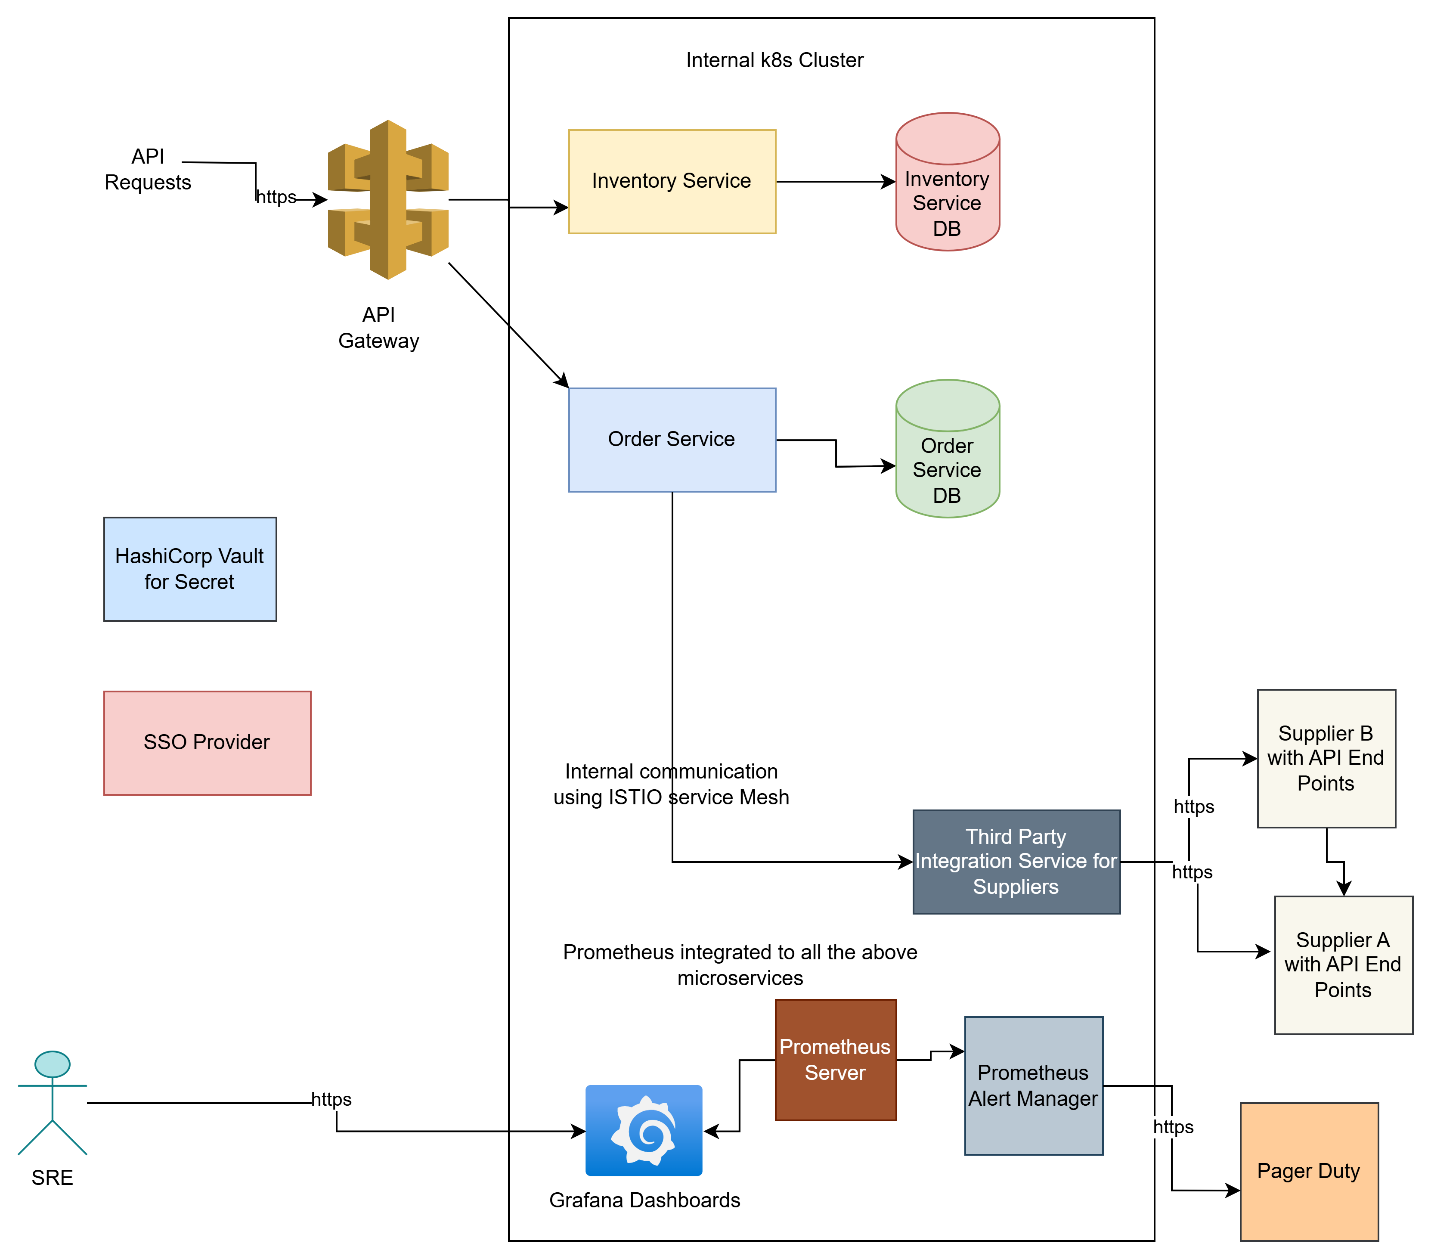 Internal k8s Cluster
API
Requests
https
API
Gateway
Inventory Service
Inventory
Service
DB
Order Service
Order
Service
DB
HashiCorp Vault
for Secret
SSO Provider
Internal communication
using ISTIO service Mesh
Third Party
Integration Service for
Suppliers
https
https
Supplier B
with API End
Points
Supplier A
with API End
Points
Prometheus integrated to all the above
microservices
Prometheus
Server
Prometheus
Alert Manager
https
Pager Duty
https
SRE
Grafana Dashboards